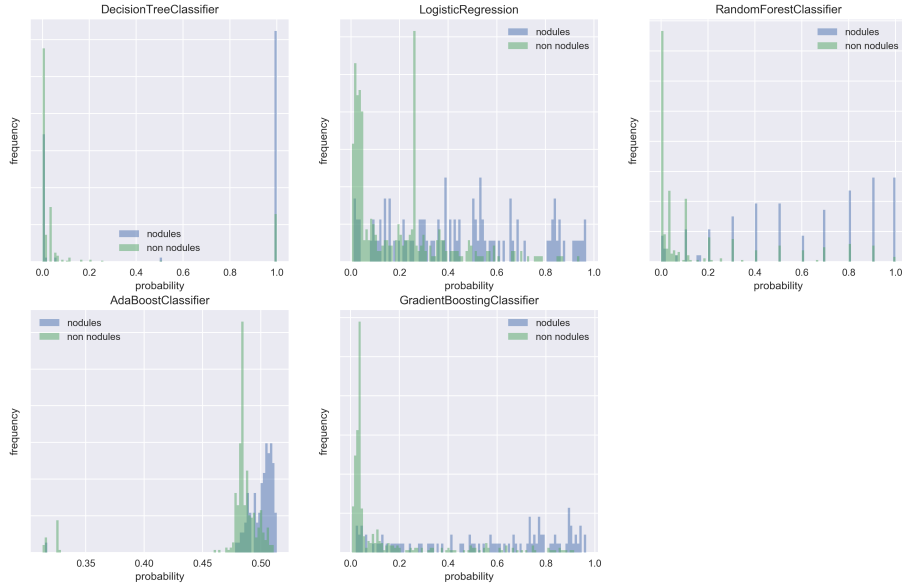 DecisionTreeClassifier
frequency
nodules
non nodules
0.0 0.2 0.4 0.6 0.8 1.0
probability
LogisticRegression
frequency
nodules
non nodules
0.0 0.2 0.4 0.6 0.8 1.0
probability
RandomForestClassifier
frequency
nodules
non nodules
0.0 0.2 0.4 0.6 0.8 1.0
probability
AdaBoostClassifier
frequency
nodules
non nodules
0.35 0.40 0.45 0.50
probability
GradientBoostingClassifier
frequency
nodules
non nodules
0.0 0.2 0.4 0.6 0.8 1.0
probability